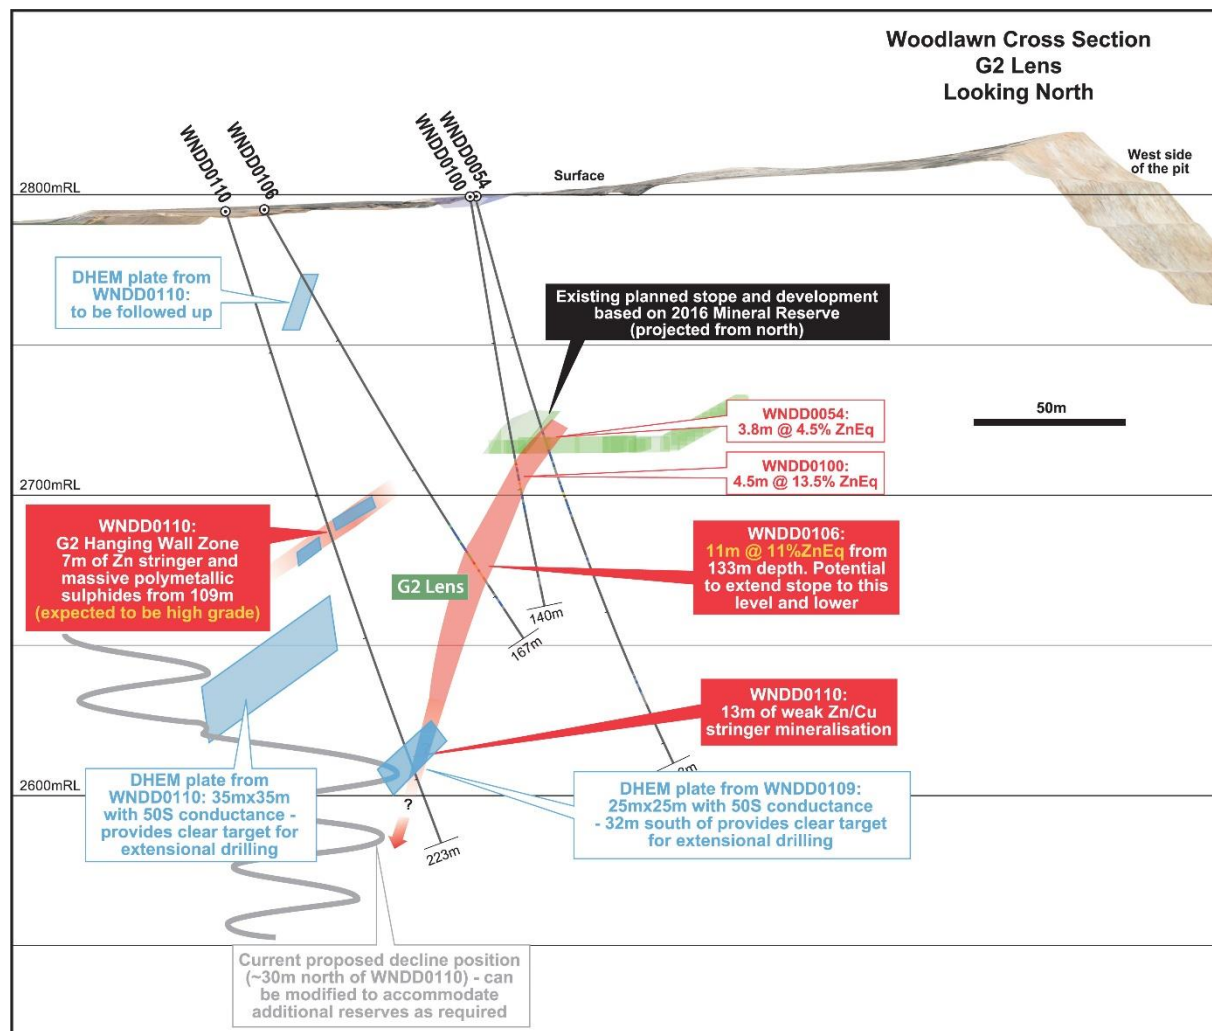 Woodlawn Cross Section
G2 Lens
Looking North
WNDD0110
WNDD0106
WNDD0100
WNDD0054
Surface
West side
of the pit
2800mRL
DHEM plate from
WNDD0110:
to be followed up
Existing planned stope and development
based on 2016 Mineral Reserve
(projected from north)
50m
WNDD0054:
3.8m @ 4.5% ZnEq
WNDD0100:
4.5m @ 13.5% ZnEq
2700mRL
WNDD0110:
G2 Hanging Wall Zone
7m of Zn stringer and
massive polymetallic
sulphides from 109m
(expected to be high grade)
WNDD0106:
11m @ 11%ZnEq from
133m depth. Potential
to extend stope to this
level and lower
G2 Lens
140m
167m
WNDD0110:
13m of weak Zn/Cu
stringer mineralisation
2600mRL
DHEM plate from
WNDD0110: 35mx35m
with 50S conductance -
provides clear target for
extensional drilling
?
DHEM plate from WNDD0109:
25mx25m with 50S conductance
- 32m south of provides clear target
for extensional drilling
223m
Current proposed decline position
(~30m north of WNDD0110) - can
be modified to accommodate
additional reserves as required